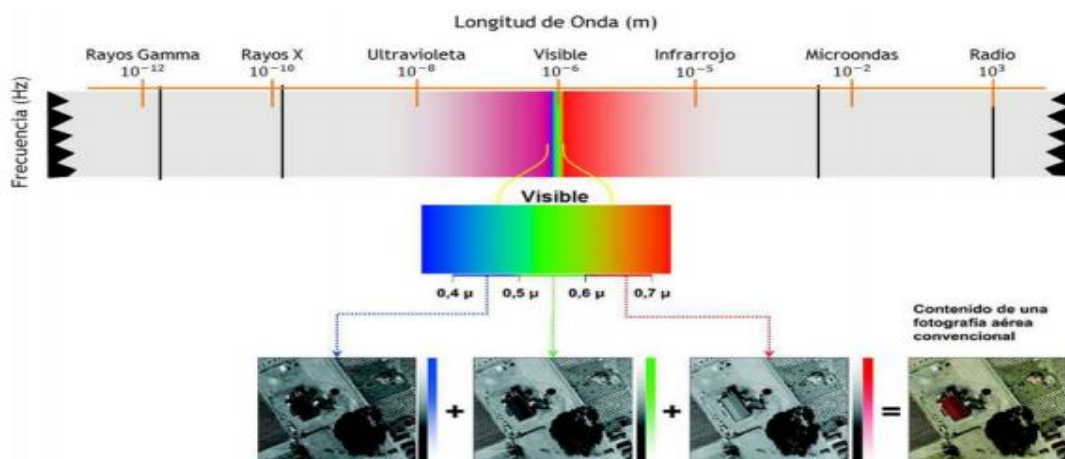 Longitud de Onda (m)
Rayos Gamma Rayos X Ultravioleta Visible Infrarrojo Microondas Radio
10⁻¹² 10⁻¹⁰ 10⁻⁸ 10⁻⁶ 10⁻⁵ 10⁻² 10³
Frecuencia (Hz)
Visible
0,4 µ 0,5 µ 0,6 µ 0,7 µ
Contenido de una
fotografia aérea
convencional
+ + =